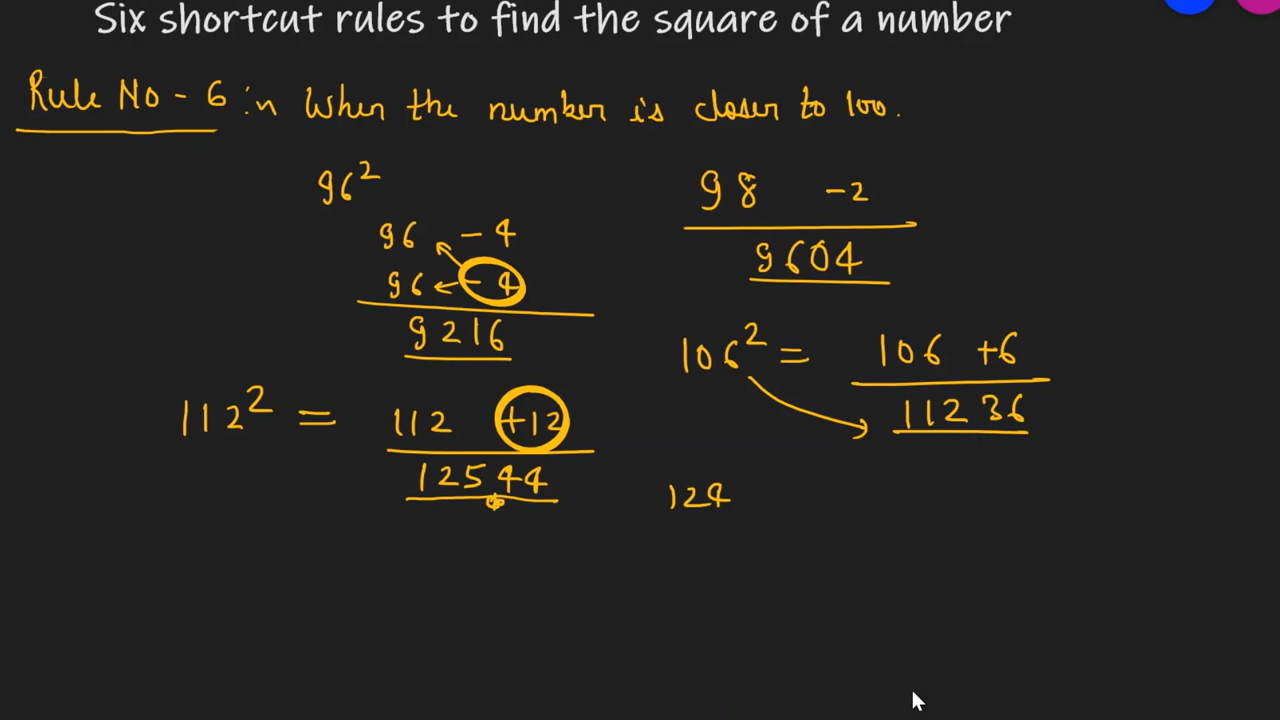 Six shortcut rules to find the square of a number
Rule No - 6 :n When the number is closer to 100.
96²
96 - 4
96 ← - 4
9216
98 -2
9604
106² = 106 +6
11236
112² = 112 +12
12544
124